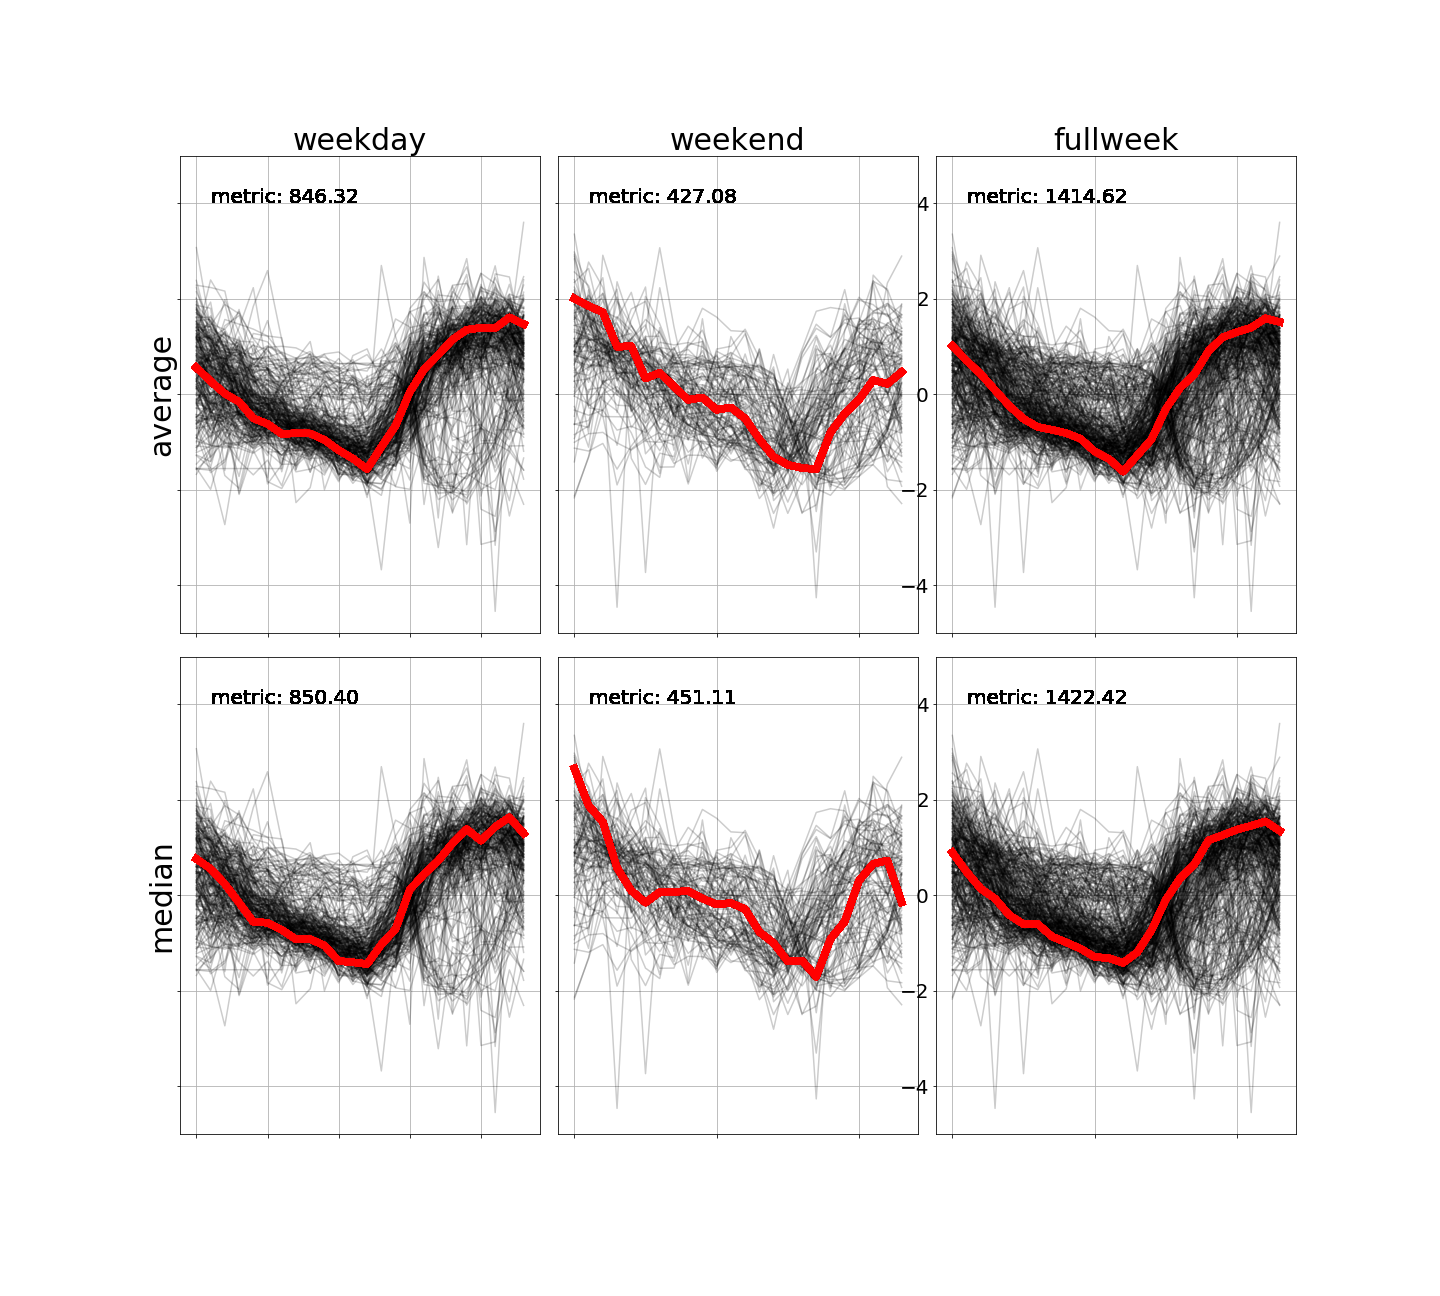 weekday weekend fullweek
metric: 846.32 metric: 427.08 metric: 1414.62
4
2
average
0
−2
−4
metric: 850.40 metric: 451.11 metric: 1422.42
4
2
median
0
−2
−4